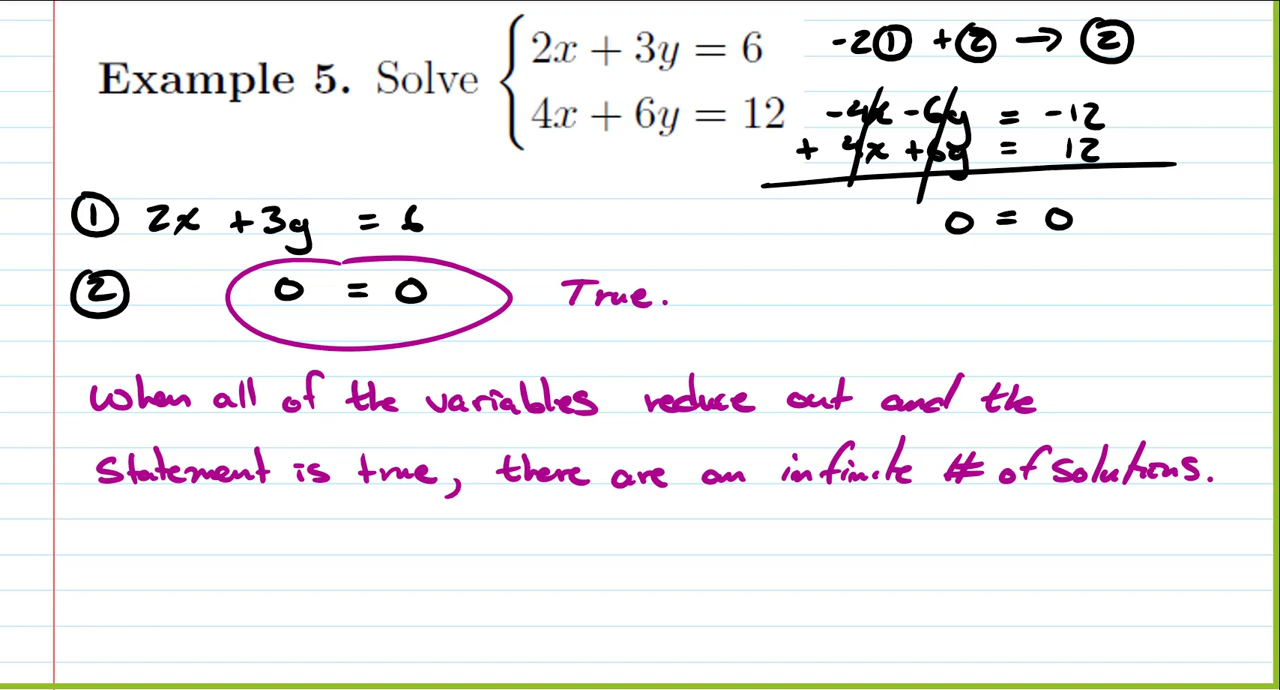 Example 5. Solve { 2x + 3y = 6
4x + 6y = 12
-2① + ② → ②
-4x - 6y = -12
+ 4x + 6y = 12
0 = 0
① 2x + 3y = 6
② 0 = 0 True.
When all of the variables reduce out and the
statement is true, there are an infinite # of solutions.